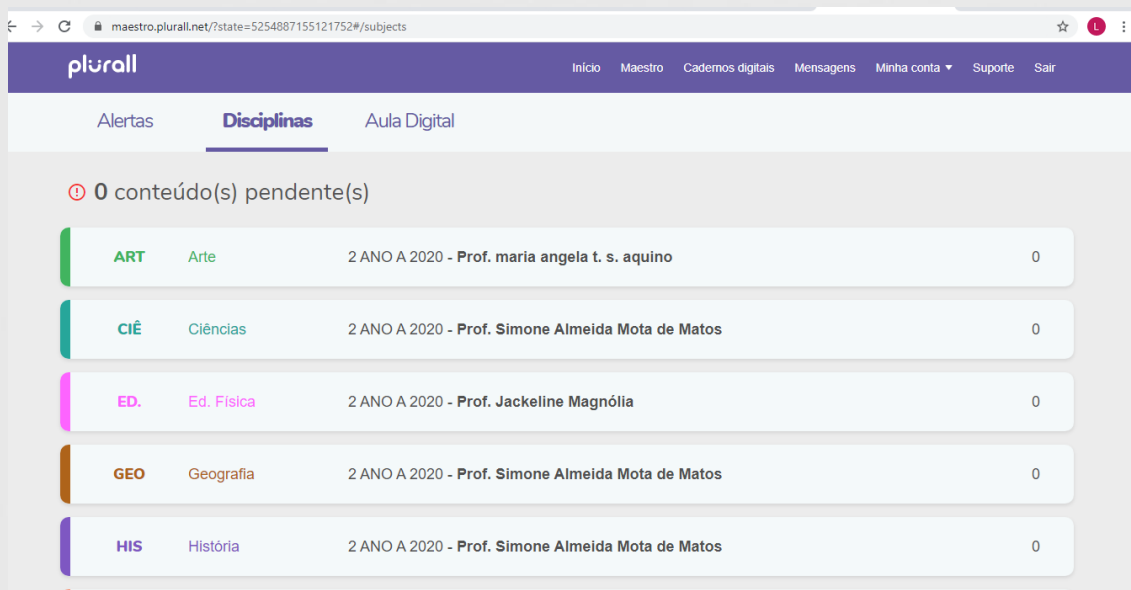 maestro.plurall.net/?state=5254887155121752#/subjects
L
plurall
Início Maestro Cadernos digitais Mensagens Minha conta Suporte Sair
Alertas Disciplinas Aula Digital
0 conteúdo(s) pendente(s)
ART Arte 2 ANO A 2020 - Prof. maria angela t. s. aquino 0
CIÊ Ciências 2 ANO A 2020 - Prof. Simone Almeida Mota de Matos 0
ED. Ed. Física 2 ANO A 2020 - Prof. Jackeline Magnólia 0
GEO Geografia 2 ANO A 2020 - Prof. Simone Almeida Mota de Matos 0
HIS História 2 ANO A 2020 - Prof. Simone Almeida Mota de Matos 0